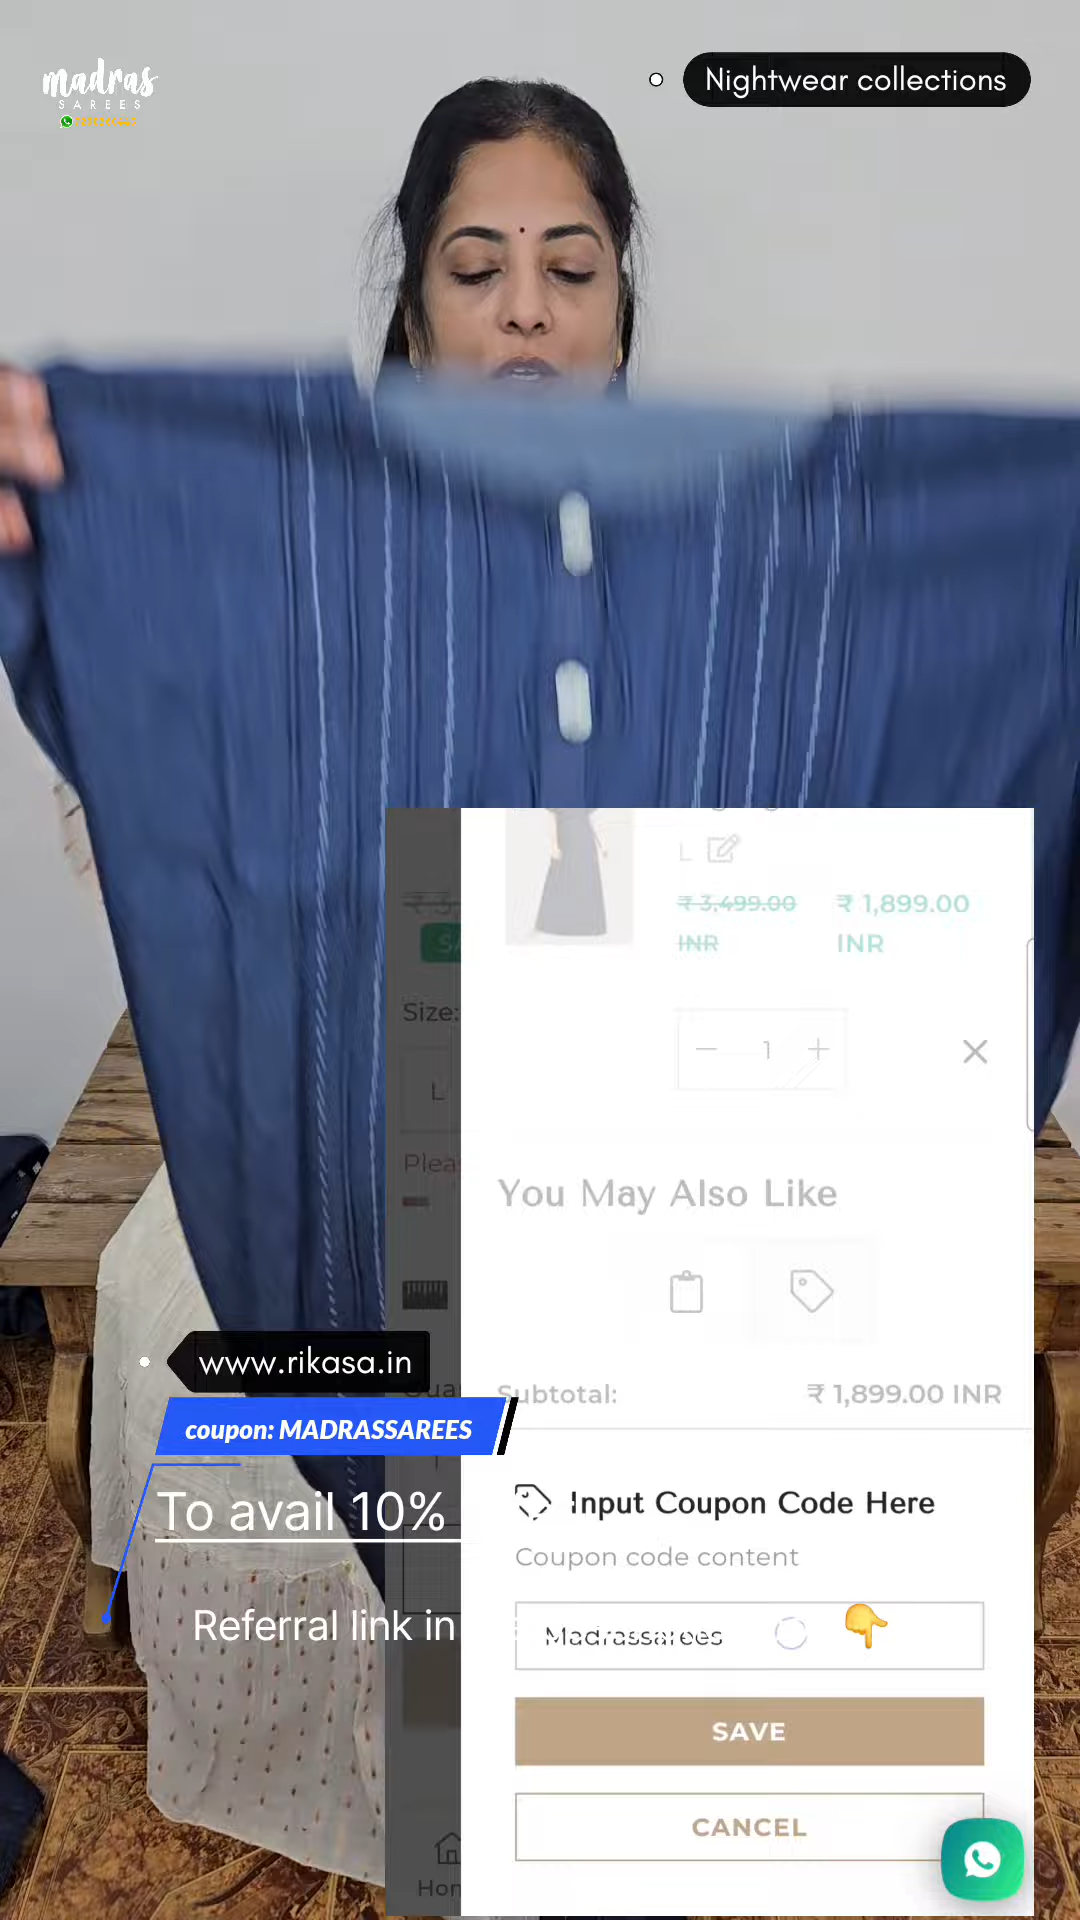 madras
SAREES
Nightwear collections
L
₹ 3,499.00
INR
₹ 1,899.00
INR
Size:
1
L
You May Also Like
Subtotal:
₹ 1,899.00 INR
www.rikasa.in
coupon: MADRASSAREES
To avail 10%
Input Coupon Code Here
Coupon code content
Referral link in
Madrassarees
SAVE
CANCEL